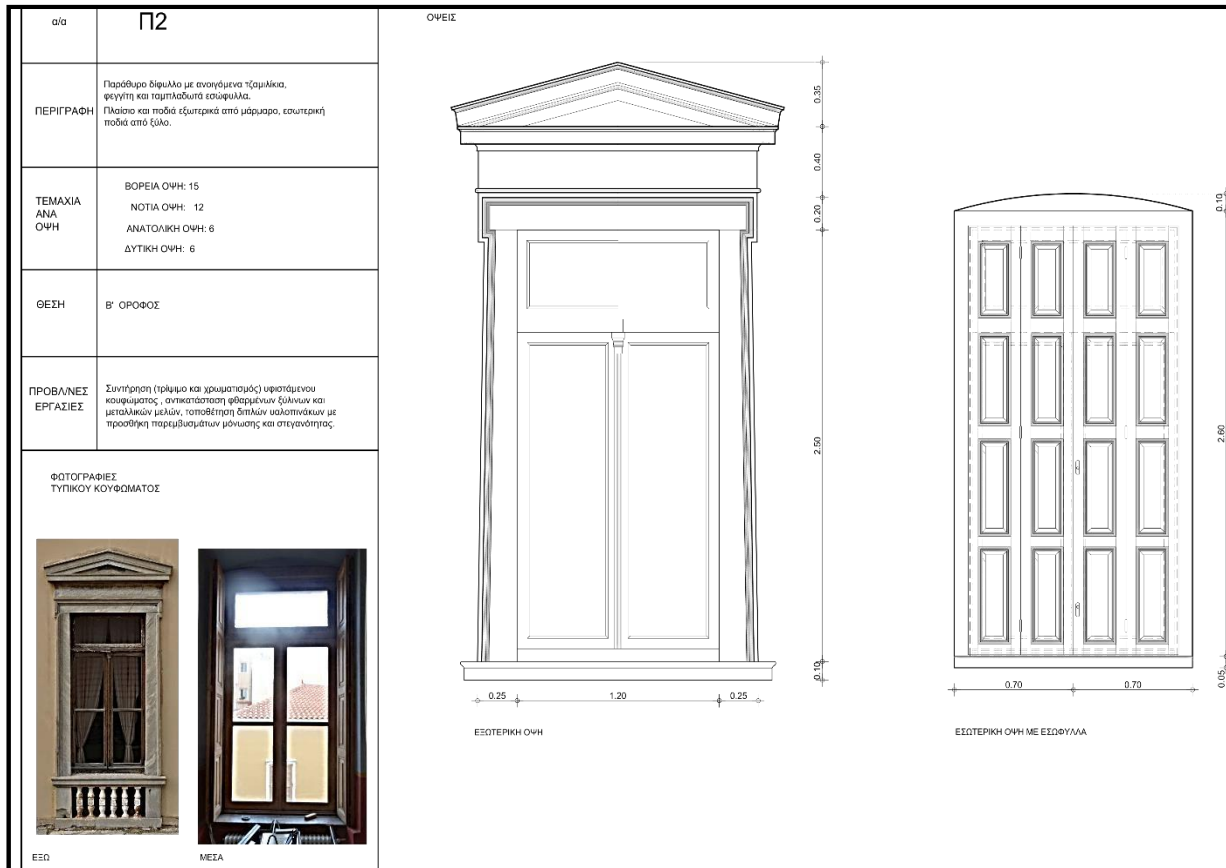 α/α
Π2
ΠΕΡΙΓΡΑΦΗ
Παράθυρο δίφυλλο με ανοιγόμενα τζαμιλίκια,
φεγγίτη και ταμπλαδωτά εσώφυλλα.
Πλαίσιο και ποδιά εξωτερικά από μάρμαρο, εσωτερική
ποδιά από ξύλο.
ΤΕΜΑΧΙΑ
ΑΝΑ
ΟΨΗ
ΒΟΡΕΙΑ ΟΨΗ: 15
ΝΟΤΙΑ ΟΨΗ: 12
ΑΝΑΤΟΛΙΚΗ ΟΨΗ: 6
ΔΥΤΙΚΗ ΟΨΗ: 6
ΘΕΣΗ
Β' ΟΡΟΦΟΣ
ΠΡΟΒΛ/ΝΕΣ
ΕΡΓΑΣΙΕΣ
Συντήρηση (τρίψιμο και χρωματισμός) υφιστάμενου
κουφώματος , αντικατάσταση φθαρμένων ξύλινων και
μεταλλικών μελών, τοποθέτηση διπλών υαλοπινάκων με
προσθήκη παρεμβυσμάτων μόνωσης και στεγανότητας.
ΦΩΤΟΓΡΑΦΙΕΣ
ΤΥΠΙΚΟΥ ΚΟΥΦΩΜΑΤΟΣ
ΕΞΩ
ΜΕΣΑ
ΟΨΕΙΣ
0.35
0.40
0.20
2.50
0.10
0.25
1.20
0.25
ΕΞΩΤΕΡΙΚΗ ΟΨΗ
0.10
2.60
0.05
0.70
0.70
ΕΣΩΤΕΡΙΚΗ ΟΨΗ ΜΕ ΕΣΩΦΥΛΛΑ